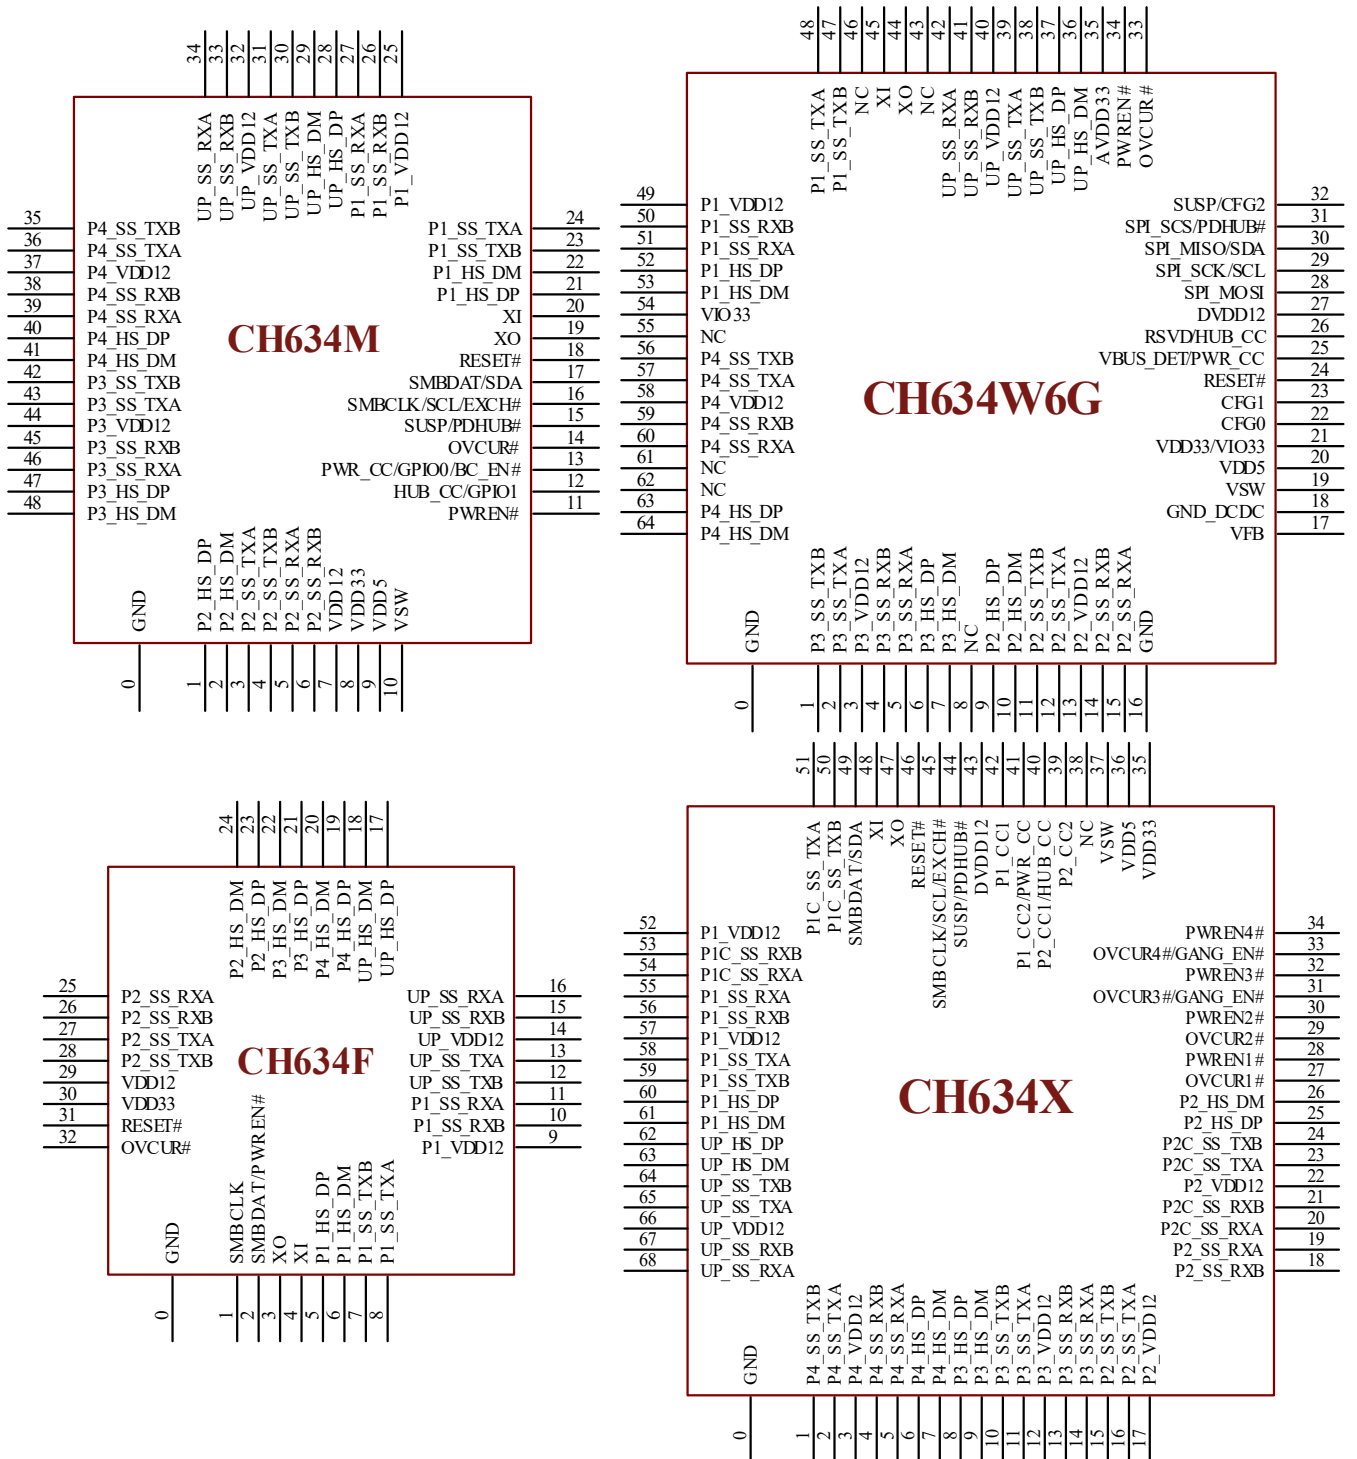 34 33 32 31 30 29 28 27 26 25
UP_SS_RXA
UP_SS_RXB
UP_VDD12
UP_SS_TXA
UP_SS_TXB
UP_HS_DM
UP_HS_DP
P1_SS_RXA
P1_SS_RXB
P1_VDD12
35 P4_SS_TXB
36 P4_SS_TXA
37 P4_VDD12
38 P4_SS_RXB
39 P4_SS_RXA
40 P4_HS_DP
41 P4_HS_DM
42 P3_SS_TXB
43 P3_SS_TXA
44 P3_VDD12
45 P3_SS_RXB
46 P3_SS_RXA
47 P3_HS_DP
48 P3_HS_DM
CH634M
P1_SS_TXA 24
P1_SS_TXB 23
P1_HS_DM 22
P1_HS_DP 21
XI 20
XO 19
RESET# 18
SMBDAT/SDA 17
SMBCLK/SCL/EXCH# 16
SUSP/PDHUB# 15
OVCUR# 14
PWR_CC/GPIO0/BC_EN# 13
HUB_CC/GPIO1 12
PWREN# 11
GND
P2_HS_DP
P2_HS_DM
P2_SS_TXA
P2_SS_TXB
P2_SS_RXA
P2_SS_RXB
VDD12
VDD33
VDD5
VSW
0 1 2 3 4 5 6 7 8 9 10
48 47 46 45 44 43 42 41 40 39 38 37 36 35 34 33
P1_SS_TXA
P1_SS_TXB
NC
XI
XO
NC
UP_SS_RXA
UP_SS_RXB
UP_VDD12
UP_SS_TXA
UP_SS_TXB
UP_HS_DP
UP_HS_DM
AVDD33
PWREN#
OVCUR#
49 P1_VDD12
50 P1_SS_RXB
51 P1_SS_RXA
52 P1_HS_DP
53 P1_HS_DM
54 VIO33
55 NC
56 P4_SS_TXB
57 P4_SS_TXA
58 P4_VDD12
59 P4_SS_RXB
60 P4_SS_RXA
61 NC
62 NC
63 P4_HS_DP
64 P4_HS_DM
CH634W6G
SUSP/CFG2 32
SPI_SCS/PDHUB# 31
SPI_MISO/SDA 30
SPI_SCK/SCL 29
SPI_MOSI 28
DVDD12 27
RSVD/HUB_CC 26
VBUS_DET/PWR_CC 25
RESET# 24
CFG1 23
CFG0 22
VDD33/VIO33 21
VDD5 20
VSW 19
GND_DCDC 18
VFB 17
GND
P3_SS_TXB
P3_SS_TXA
P3_VDD12
P3_SS_RXB
P3_SS_RXA
P3_HS_DP
P3_HS_DM
NC
P2_HS_DP
P2_HS_DM
P2_SS_TXB
P2_SS_TXA
P2_VDD12
P2_SS_RXB
P2_SS_RXA
GND
0 1 2 3 4 5 6 7 8 9 10 11 12 13 14 15 16
24 23 22 21 20 19 18 17
P2_HS_DM
P2_HS_DP
P3_HS_DM
P3_HS_DP
P4_HS_DM
P4_HS_DP
UP_HS_DM
UP_HS_DP
25 P2_SS_RXA
26 P2_SS_RXB
27 P2_SS_TXA
28 P2_SS_TXB
29 VDD12
30 VDD33
31 RESET#
32 OVCUR#
CH634F
UP_SS_RXA 16
UP_SS_RXB 15
UP_VDD12 14
UP_SS_TXA 13
UP_SS_TXB 12
P1_SS_RXA 11
P1_SS_RXB 10
P1_VDD12 9
GND
SMBCLK
SMBDAT/PWREN#
XO
XI
P1_HS_DP
P1_HS_DM
P1_SS_TXB
P1_SS_TXA
0 1 2 3 4 5 6 7 8
51 50 49 48 47 46 45 44 43 42 41 40 39 38 37 36 35
P1C_SS_TXA
P1C_SS_TXB
SMBDAT/SDA
XI
XO
RESET#
SMBCLK/SCL/EXCH#
SUSP/PDHUB#
DVDD12
P1_CC1
P1_CC2/PWR_CC
P2_CC1/HUB_CC
P2_CC2
NC
VSW
VDD5
VDD33
52 P1_VDD12
53 P1C_SS_RXB
54 P1C_SS_RXA
55 P1_SS_RXA
56 P1_SS_RXB
57 P1_VDD12
58 P1_SS_TXA
59 P1_SS_TXB
60 P1_HS_DP
61 P1_HS_DM
62 UP_HS_DP
63 UP_HS_DM
64 UP_SS_TXB
65 UP_SS_TXA
66 UP_VDD12
67 UP_SS_RXB
68 UP_SS_RXA
CH634X
PWREN4# 34
OVCUR4#/GANG_EN# 33
PWREN3# 32
OVCUR3#/GANG_EN# 31
PWREN2# 30
OVCUR2# 29
PWREN1# 28
OVCUR1# 27
P2_HS_DM 26
P2_HS_DP 25
P2C_SS_TXB 24
P2C_SS_TXA 23
P2_VDD12 22
P2C_SS_RXB 21
P2C_SS_RXA 20
P2_SS_RXA 19
P2_SS_RXB 18
GND
P4_SS_TXB
P4_SS_TXA
P4_VDD12
P4_SS_RXB
P4_SS_RXA
P4_HS_DP
P4_HS_DM
P3_HS_DP
P3_HS_DM
P3_SS_TXB
P3_SS_TXA
P3_VDD12
P3_SS_RXB
P3_SS_RXA
P2_SS_TXB
P2_SS_TXA
P2_VDD12
0 1 2 3 4 5 6 7 8 9 10 11 12 13 14 15 16 17